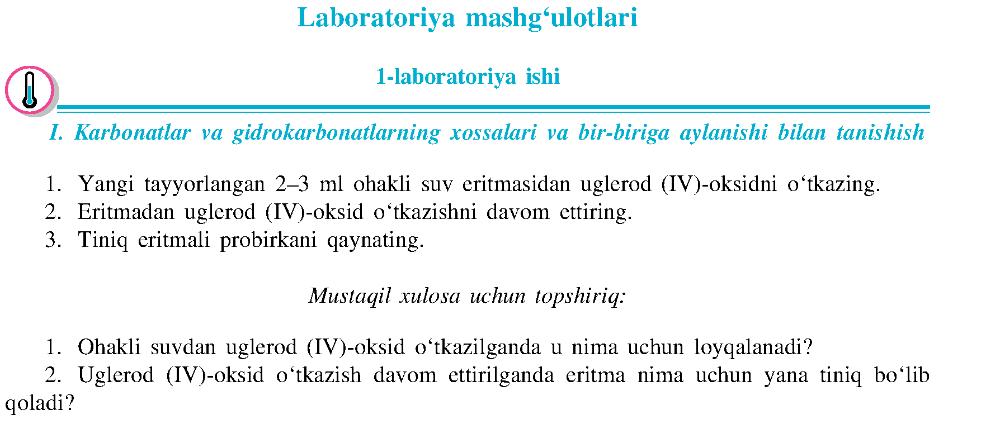 Laboratoriya mashg‘ulotlari
1-laboratoriya ishi
I. Karbonatlar va gidrokarbonatlarning xossalari va bir-biriga aylanishi bilan tanishish
1. Yangi tayyorlangan 2–3 ml ohakli suv eritmasidan uglerod (IV)-oksidni o‘tkazing.
2. Eritmadan uglerod (IV)-oksid o‘tkazishni davom ettiring.
3. Tiniq eritmali probirkani qaynating.
Mustaqil xulosa uchun topshiriq:
1. Ohakli suvdan uglerod (IV)-oksid o‘tkazilganda u nima uchun loyqalanadi?
2. Uglerod (IV)-oksid o‘tkazish davom ettirilganda eritma nima uchun yana tiniq bo‘lib
qoladi?